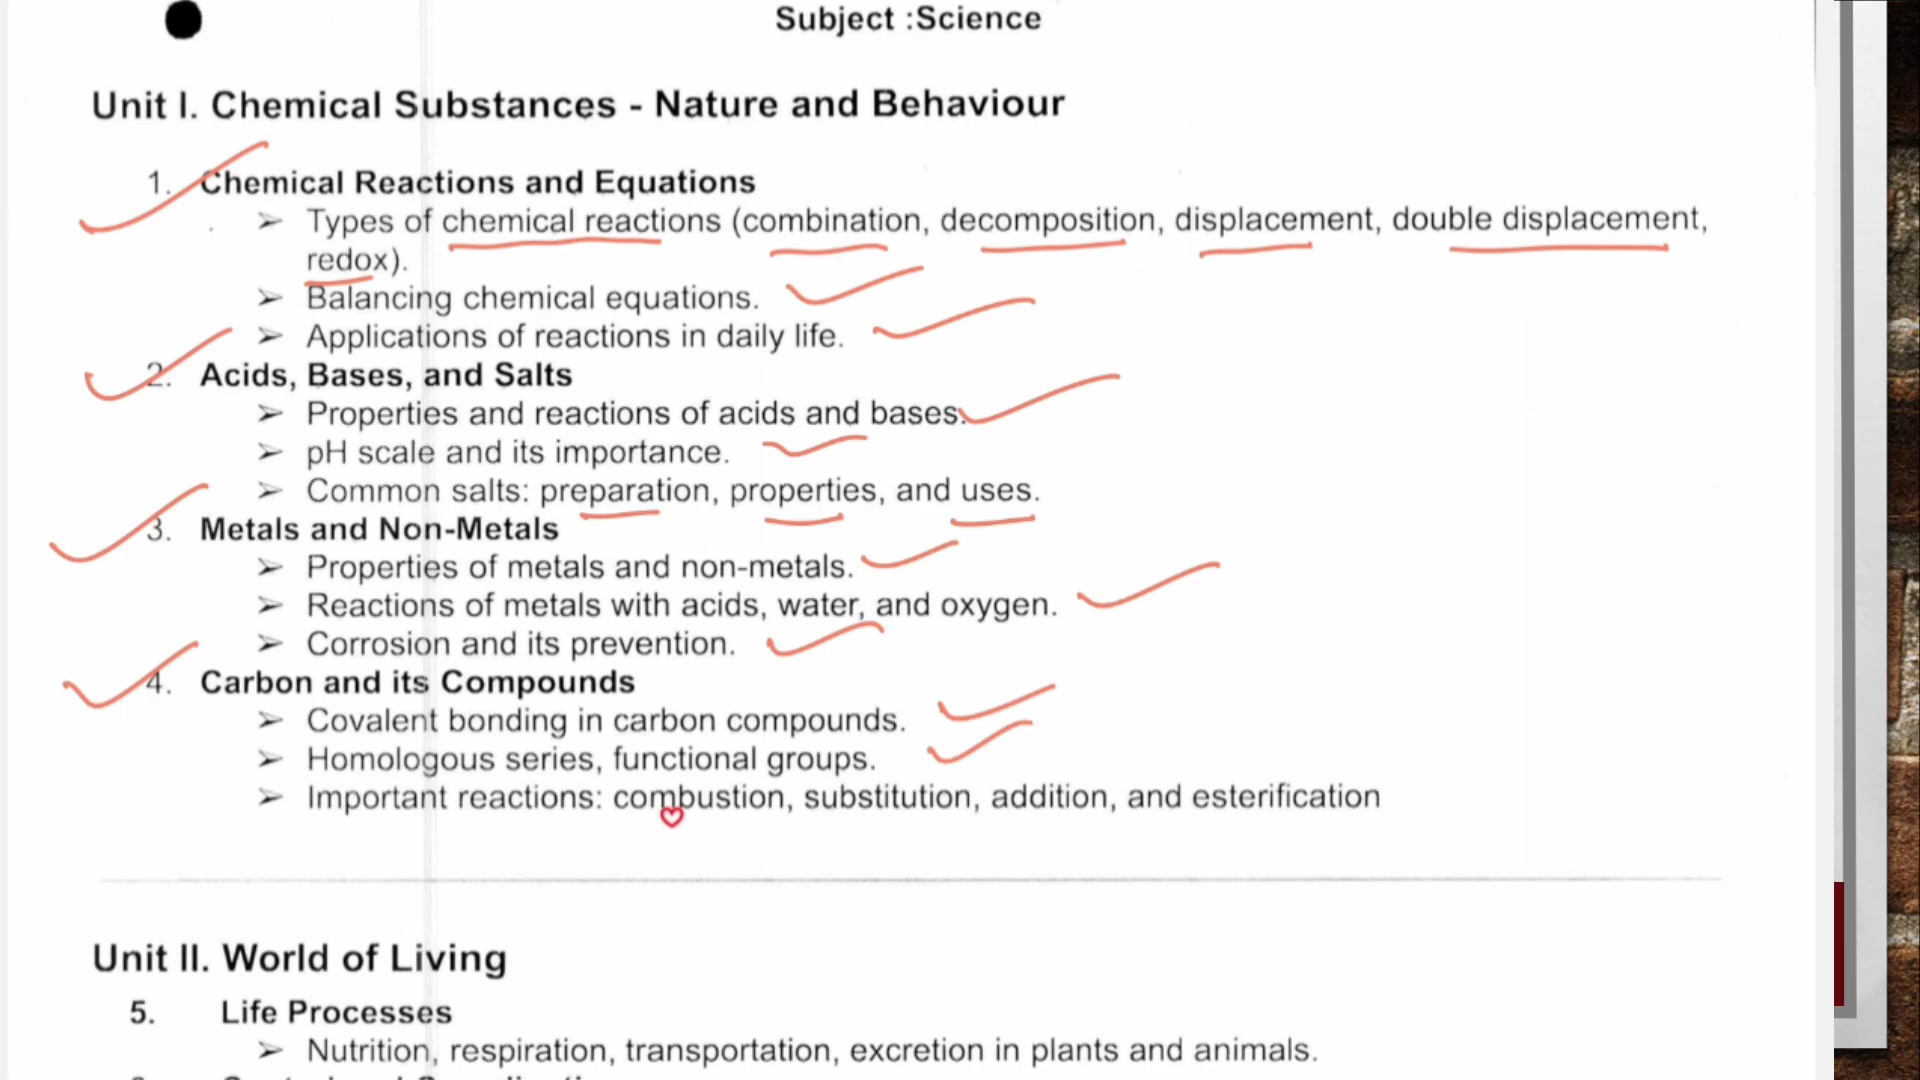 Subject :Science
Unit I. Chemical Substances - Nature and Behaviour
1. Chemical Reactions and Equations
➢ Types of chemical reactions (combination, decomposition, displacement, double displacement,
redox).
➢ Balancing chemical equations.
➢ Applications of reactions in daily life.
2. Acids, Bases, and Salts
➢ Properties and reactions of acids and bases.
➢ pH scale and its importance.
➢ Common salts: preparation, properties, and uses.
3. Metals and Non-Metals
➢ Properties of metals and non-metals.
➢ Reactions of metals with acids, water, and oxygen.
➢ Corrosion and its prevention.
4. Carbon and its Compounds
➢ Covalent bonding in carbon compounds.
➢ Homologous series, functional groups.
➢ Important reactions: combustion, substitution, addition, and esterification
Unit II. World of Living
5. Life Processes
➢ Nutrition, respiration, transportation, excretion in plants and animals.